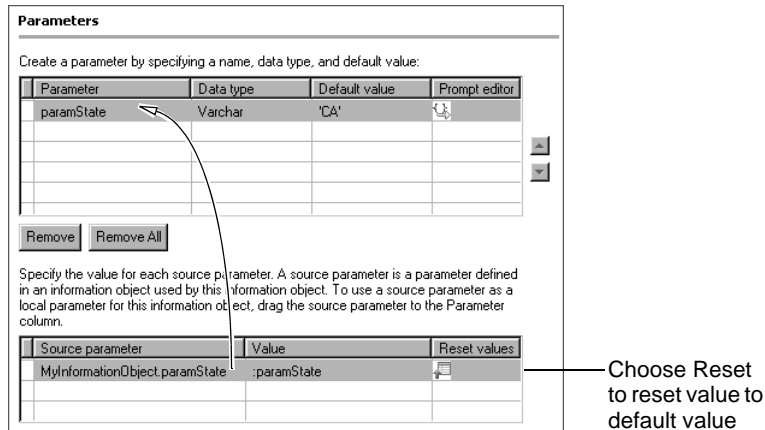 Parameters
Create a parameter by specifying a name, data type, and default value:
Parameter Data type Default value Prompt editor
paramState Varchar 'CA'
Remove Remove All
Specify the value for each source parameter. A source parameter is a parameter defined
in an information object used by this information object. To use a source parameter as a
local parameter for this information object, drag the source parameter to the Parameter
column.
Source parameter Value Reset values
MyInformationObject.paramState :paramState
Choose Reset
to reset value to
default value